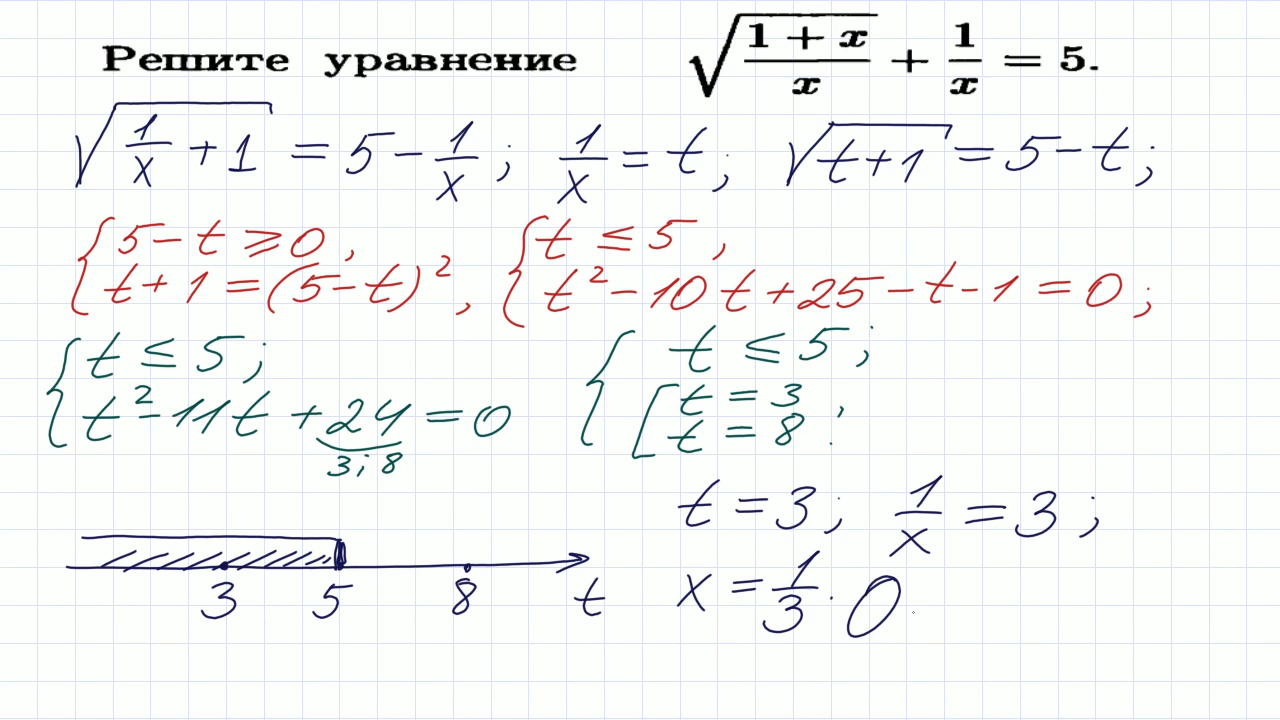 Решите уравнение √((1 + x)/x) + 1/x = 5.
√(1/x + 1) = 5 − 1/x ; 1/x = t ; √(t+1) = 5 − t ;
{ 5 − t ≥ 0, { t ≤ 5 ,
t + 1 = (5 − t)², t² − 10t + 25 − t − 1 = 0 ;
{ t ≤ 5 ; { t ≤ 5 ;
t² − 11t + 24 = 0 [ t = 3 , t = 8 .
3 ; 8
t = 3 ; 1/x = 3 ;
3 5 8 t x = 1/3 . О